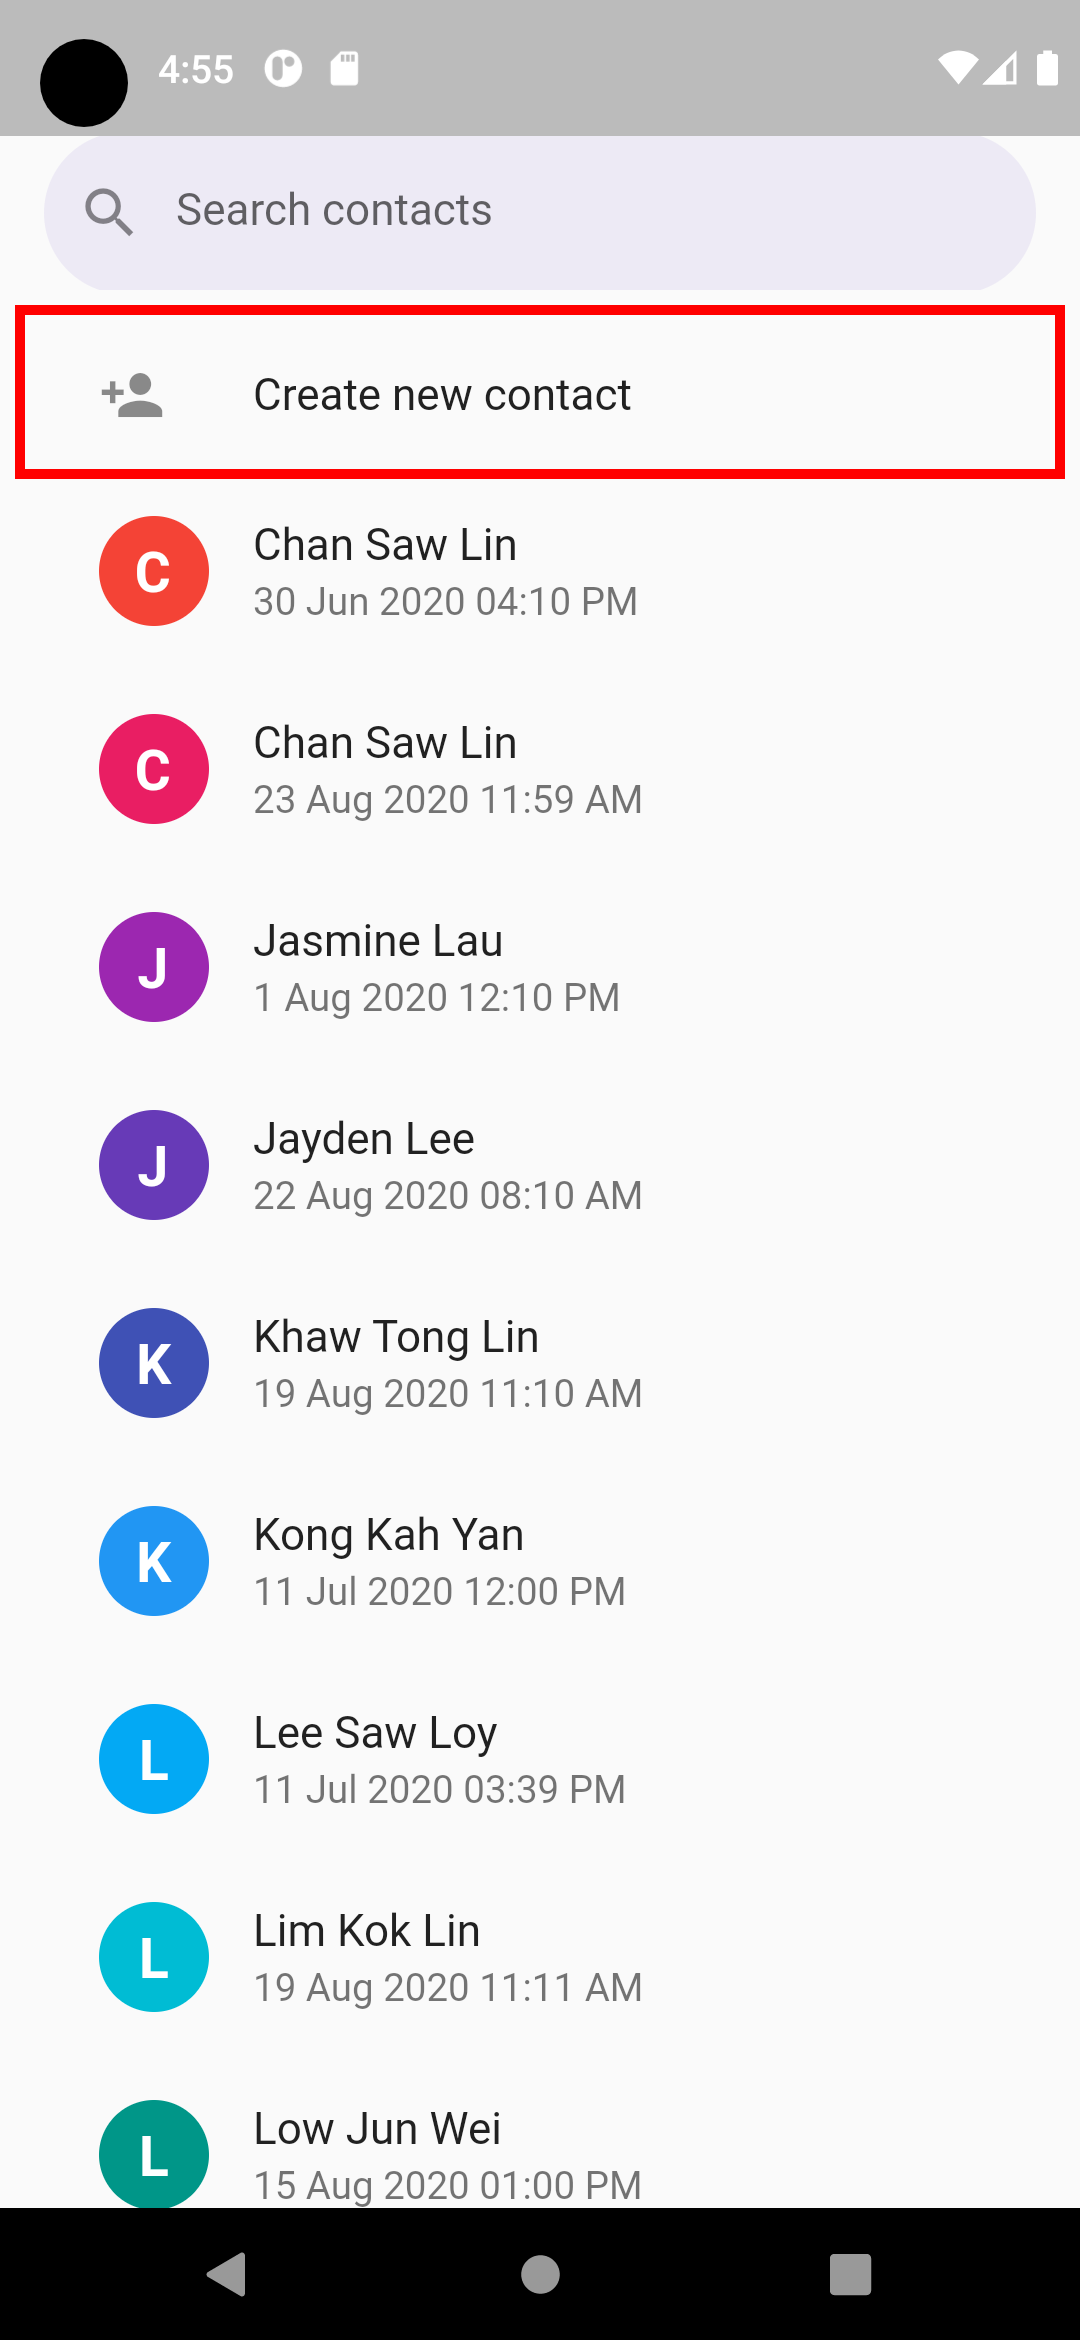 4:55
Search contacts
Create new contact
C
Chan Saw Lin
30 Jun 2020 04:10 PM
C
Chan Saw Lin
23 Aug 2020 11:59 AM
J
Jasmine Lau
1 Aug 2020 12:10 PM
J
Jayden Lee
22 Aug 2020 08:10 AM
K
Khaw Tong Lin
19 Aug 2020 11:10 AM
K
Kong Kah Yan
11 Jul 2020 12:00 PM
L
Lee Saw Loy
11 Jul 2020 03:39 PM
L
Lim Kok Lin
19 Aug 2020 11:11 AM
L
Low Jun Wei
15 Aug 2020 01:00 PM